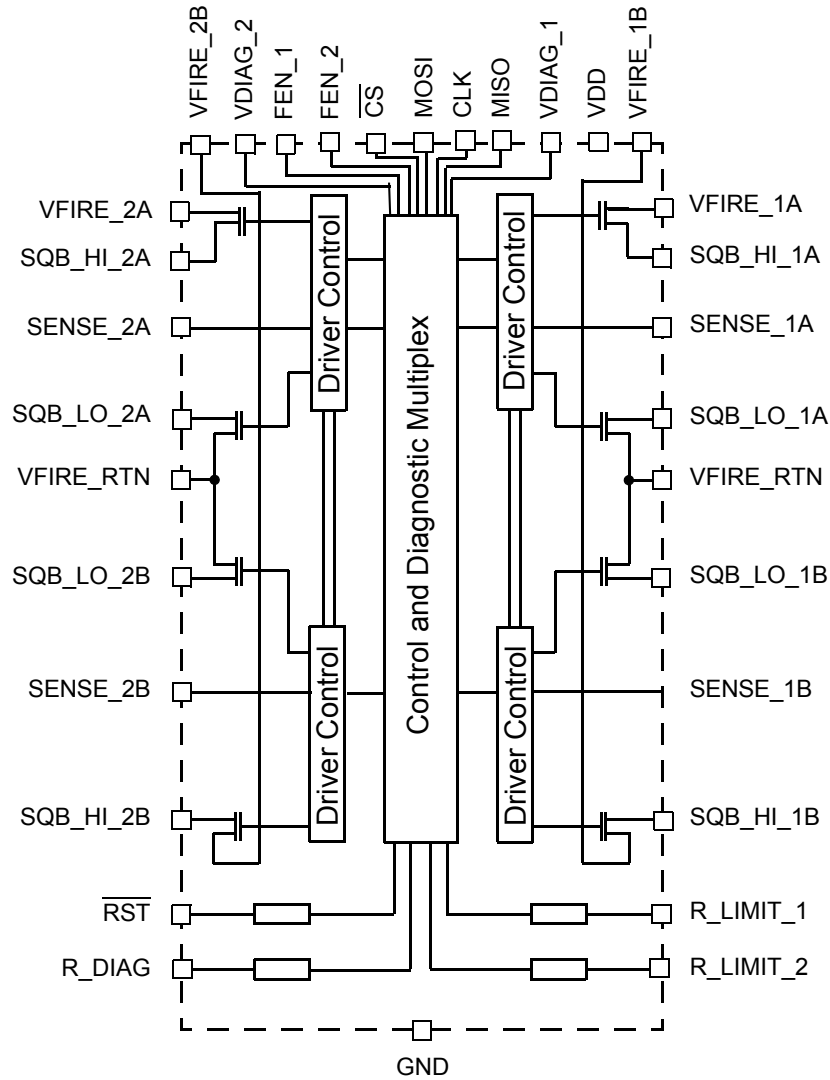 VFIRE_2B
VDIAG_2
FEN_1
FEN_2
CS
MOSI
CLK
MISO
VDIAG_1
VDD
VFIRE_1B
VFIRE_2A
SQB_HI_2A
SENSE_2A
SQB_LO_2A
VFIRE_RTN
SQB_LO_2B
SENSE_2B
SQB_HI_2B
RST
R_DIAG
Driver Control
Driver Control
Control and Diagnostic Multiplex
Driver Control
Driver Control
VFIRE_1A
SQB_HI_1A
SENSE_1A
SQB_LO_1A
VFIRE_RTN
SQB_LO_1B
SENSE_1B
SQB_HI_1B
R_LIMIT_1
R_LIMIT_2
GND